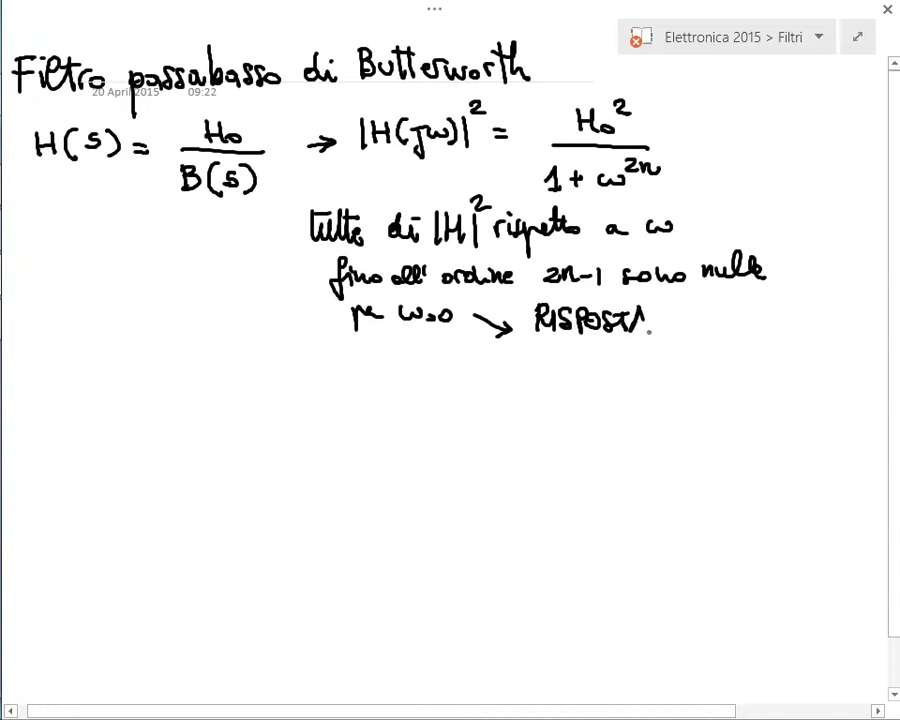 Elettronica 2015 > Filtri
Filtro passabasso di Butterworth
20 April 2015 09:22
H(s) = H₀ / B(s) → |H(jω)|² = H₀² / 1 + ω²ⁿ
tutte di |H|² rispetto a ω
fino all' ordine 2n-1 sono nulle
per ω=0 → RISPOSTA